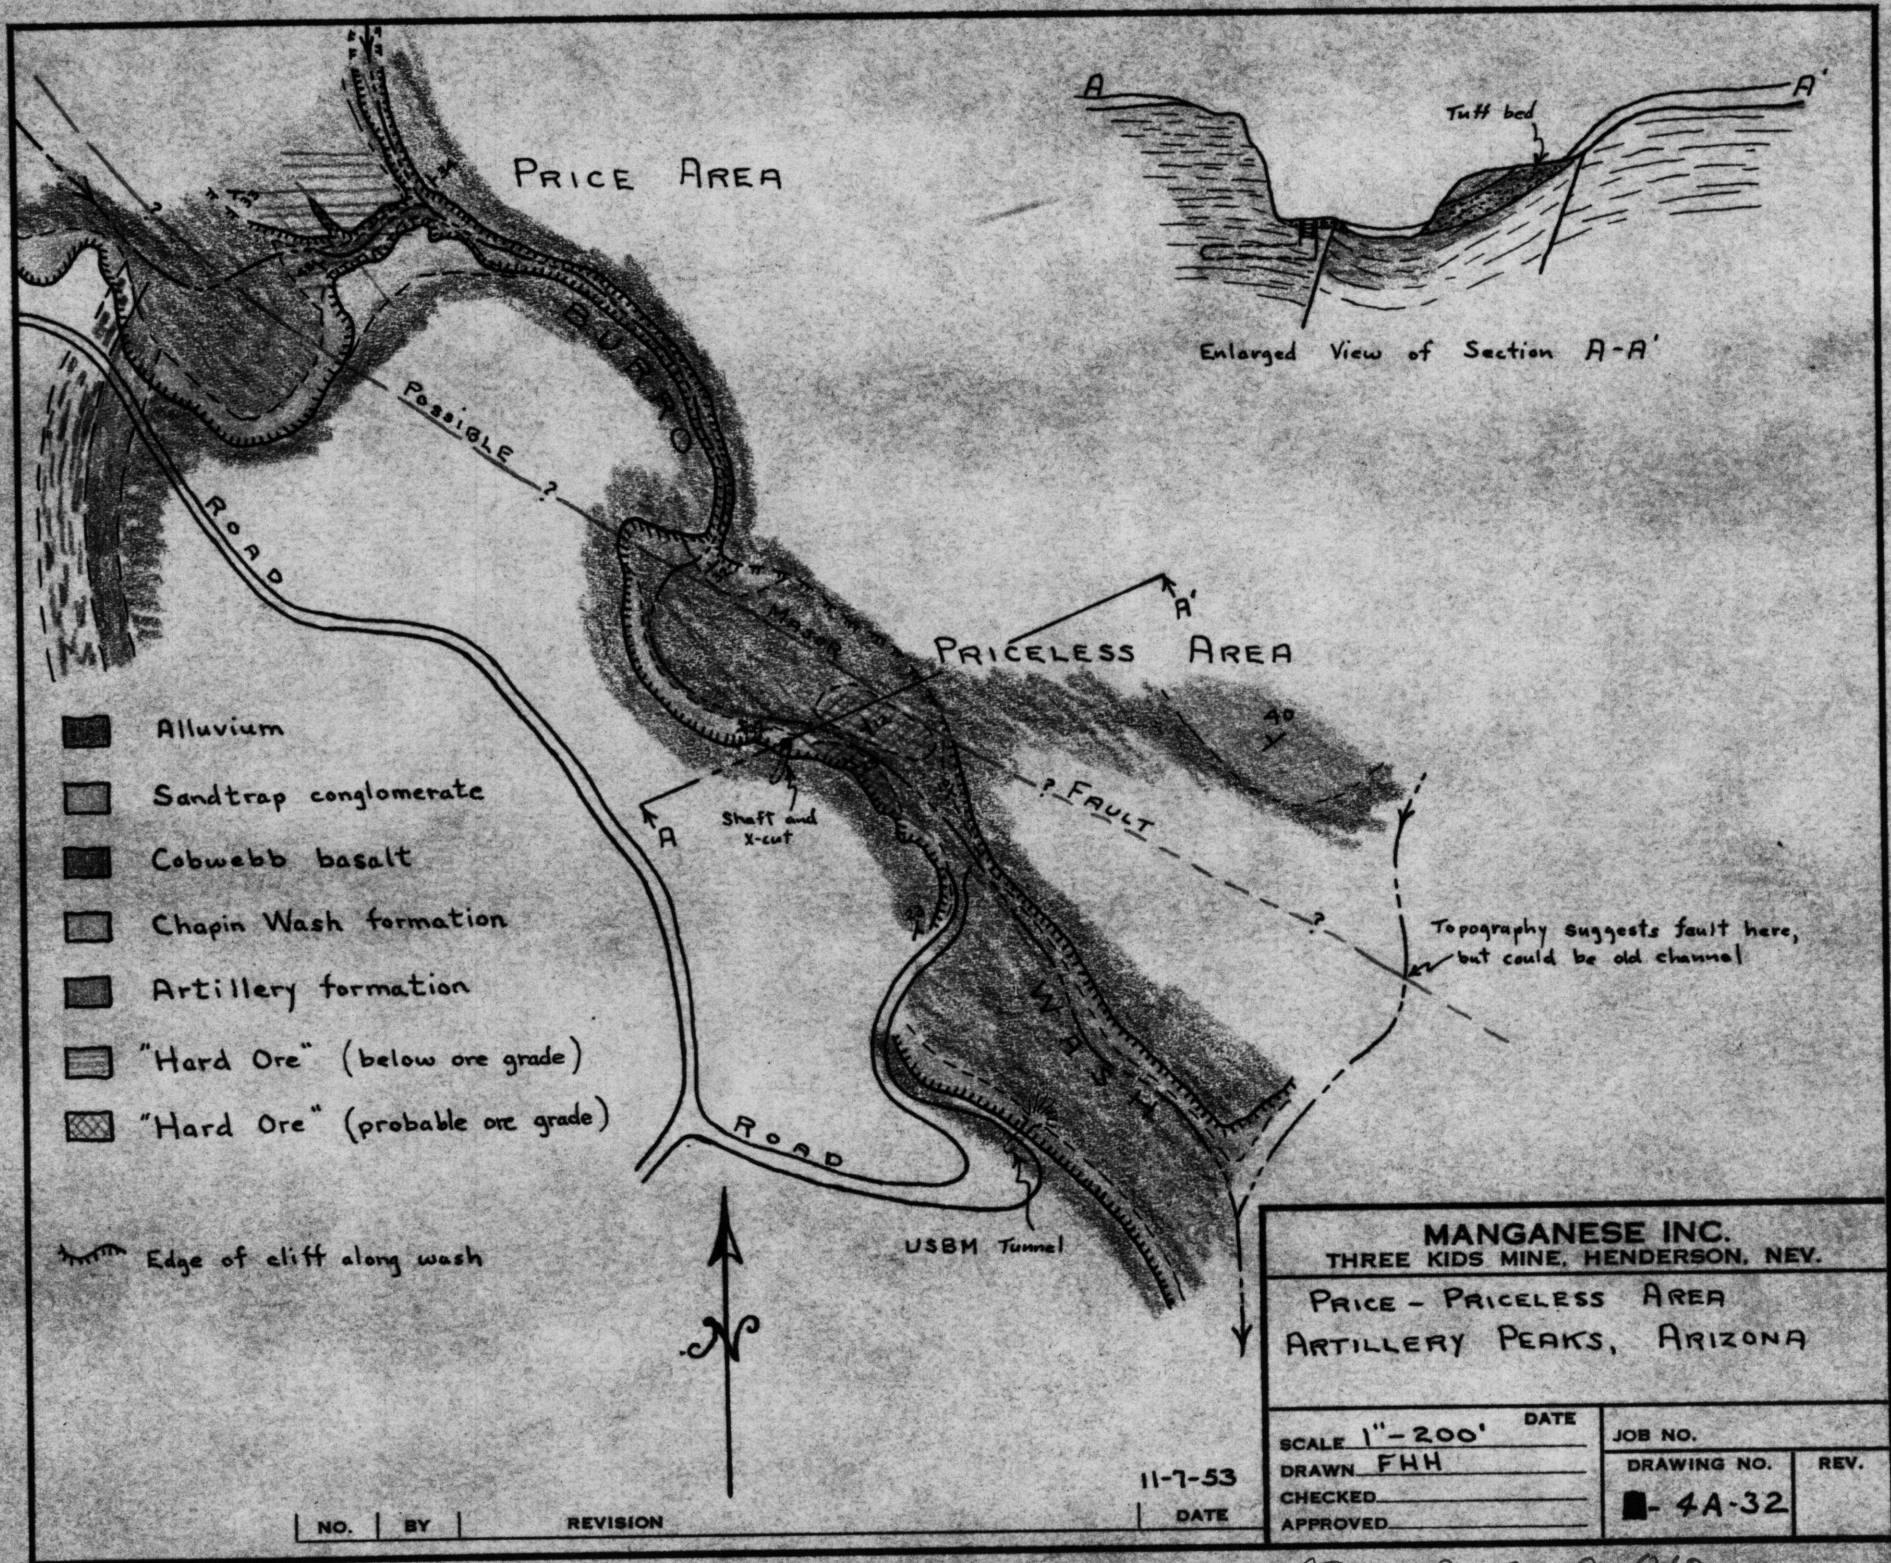 A
A'
Tuff bed
Enlarged View of Section A-A'
PRICE AREA
BURRO
POSSIBLE
?
?
ROAD
MAJOR
A'
PRICELESS AREA
40
A
Shaft and
X-cut
? FAULT
?
Topography suggests fault here,
but could be old channel
WASH
ROAD
USBM Tunnel
Alluvium
Sandtrap conglomerate
Cobwebb basalt
Chapin Wash formation
Artillery formation
"Hard Ore" (below ore grade)
"Hard Ore" (probable ore grade)
Edge of cliff along wash
N
MANGANESE INC.
THREE KIDS MINE, HENDERSON, NEV.
PRICE - PRICELESS AREA
ARTILLERY PEAKS, ARIZONA
DATE
SCALE 1"-200'
DRAWN FHH
CHECKED
APPROVED
JOB NO.
DRAWING NO.
- 4A-32
REV.
11-7-53
NO. BY REVISION DATE